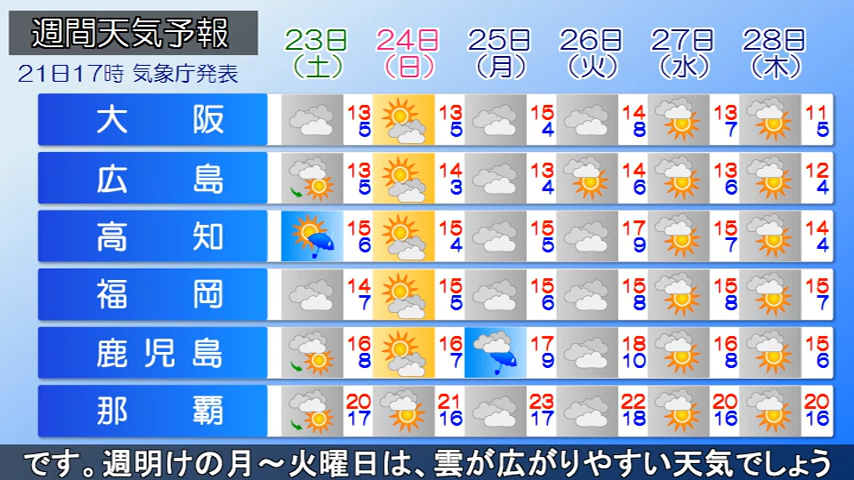 週間天気予報
21日17時 気象庁発表
23日 24日 25日 26日 27日 28日
(土) (日) (月) (火) (水) (木)
大阪 13 5 13 5 15 4 14 8 13 7 11 5
広島 13 5 14 3 13 4 14 6 13 6 12 4
高知 15 6 15 4 15 5 17 9 15 7 14 4
福岡 14 7 15 5 15 6 15 8 15 8 15 7
鹿児島 16 8 16 7 17 9 18 10 16 8 15 6
那覇 20 17 21 16 23 17 22 18 20 16 20 16
です。週明けの月～火曜日は、雲が広がりやすい天気でしょう